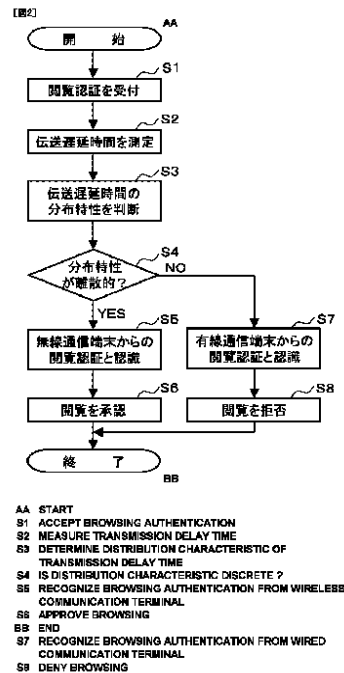 [図2]
AA
開 始
S1
閲覧認証を受付
S2
伝送遅延時間を測定
S3
伝送遅延時間の
分布特性を判断
S4
分布特性
が離散的？
NO
YES
S5
無線通信端末からの
閲覧認証と認識
S7
有線通信端末からの
閲覧認証と認識
S6
閲覧を承認
S8
閲覧を拒否
終 了
BB
AA START
S1 ACCEPT BROWSING AUTHENTICATION
S2 MEASURE TRANSMISSION DELAY TIME
S3 DETERMINE DISTRIBUTION CHARACTERISTIC OF
TRANSMISSION DELAY TIME
S4 IS DISTRIBUTION CHARACTERISTIC DISCRETE ?
S5 RECOGNIZE BROWSING AUTHENTICATION FROM WIRELESS
COMMUNICATION TERMINAL
S6 APPROVE BROWSING
BB END
S7 RECOGNIZE BROWSING AUTHENTICATION FROM WIRED
COMMUNICATION TERMINAL
S8 DENY BROWSING